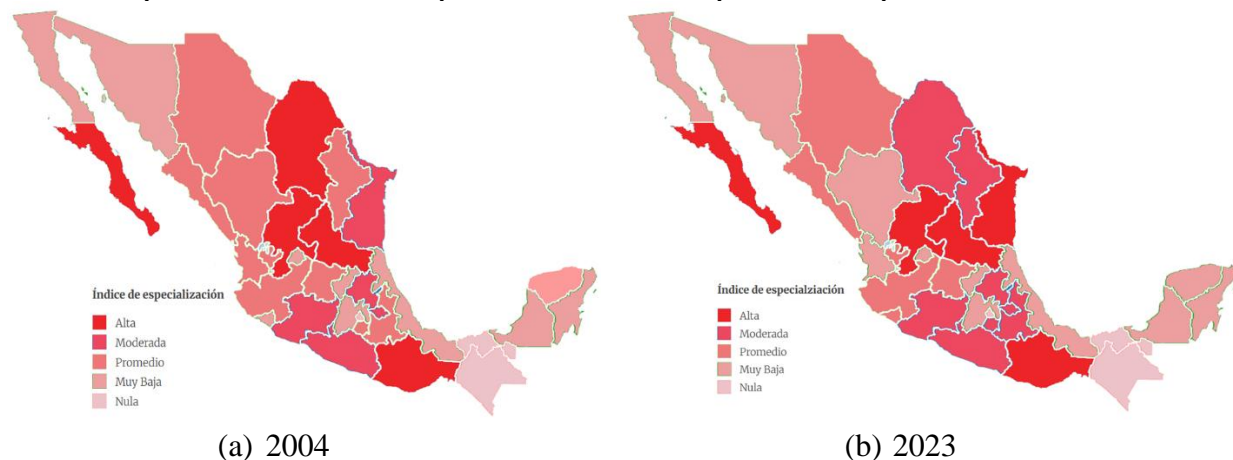 Índice de especialización
Alta
Moderada
Promedio
Muy Baja
Nula
(a) 2004
Índice de especialziación
Alta
Moderada
Promedio
Muy Baja
Nula
(b) 2023